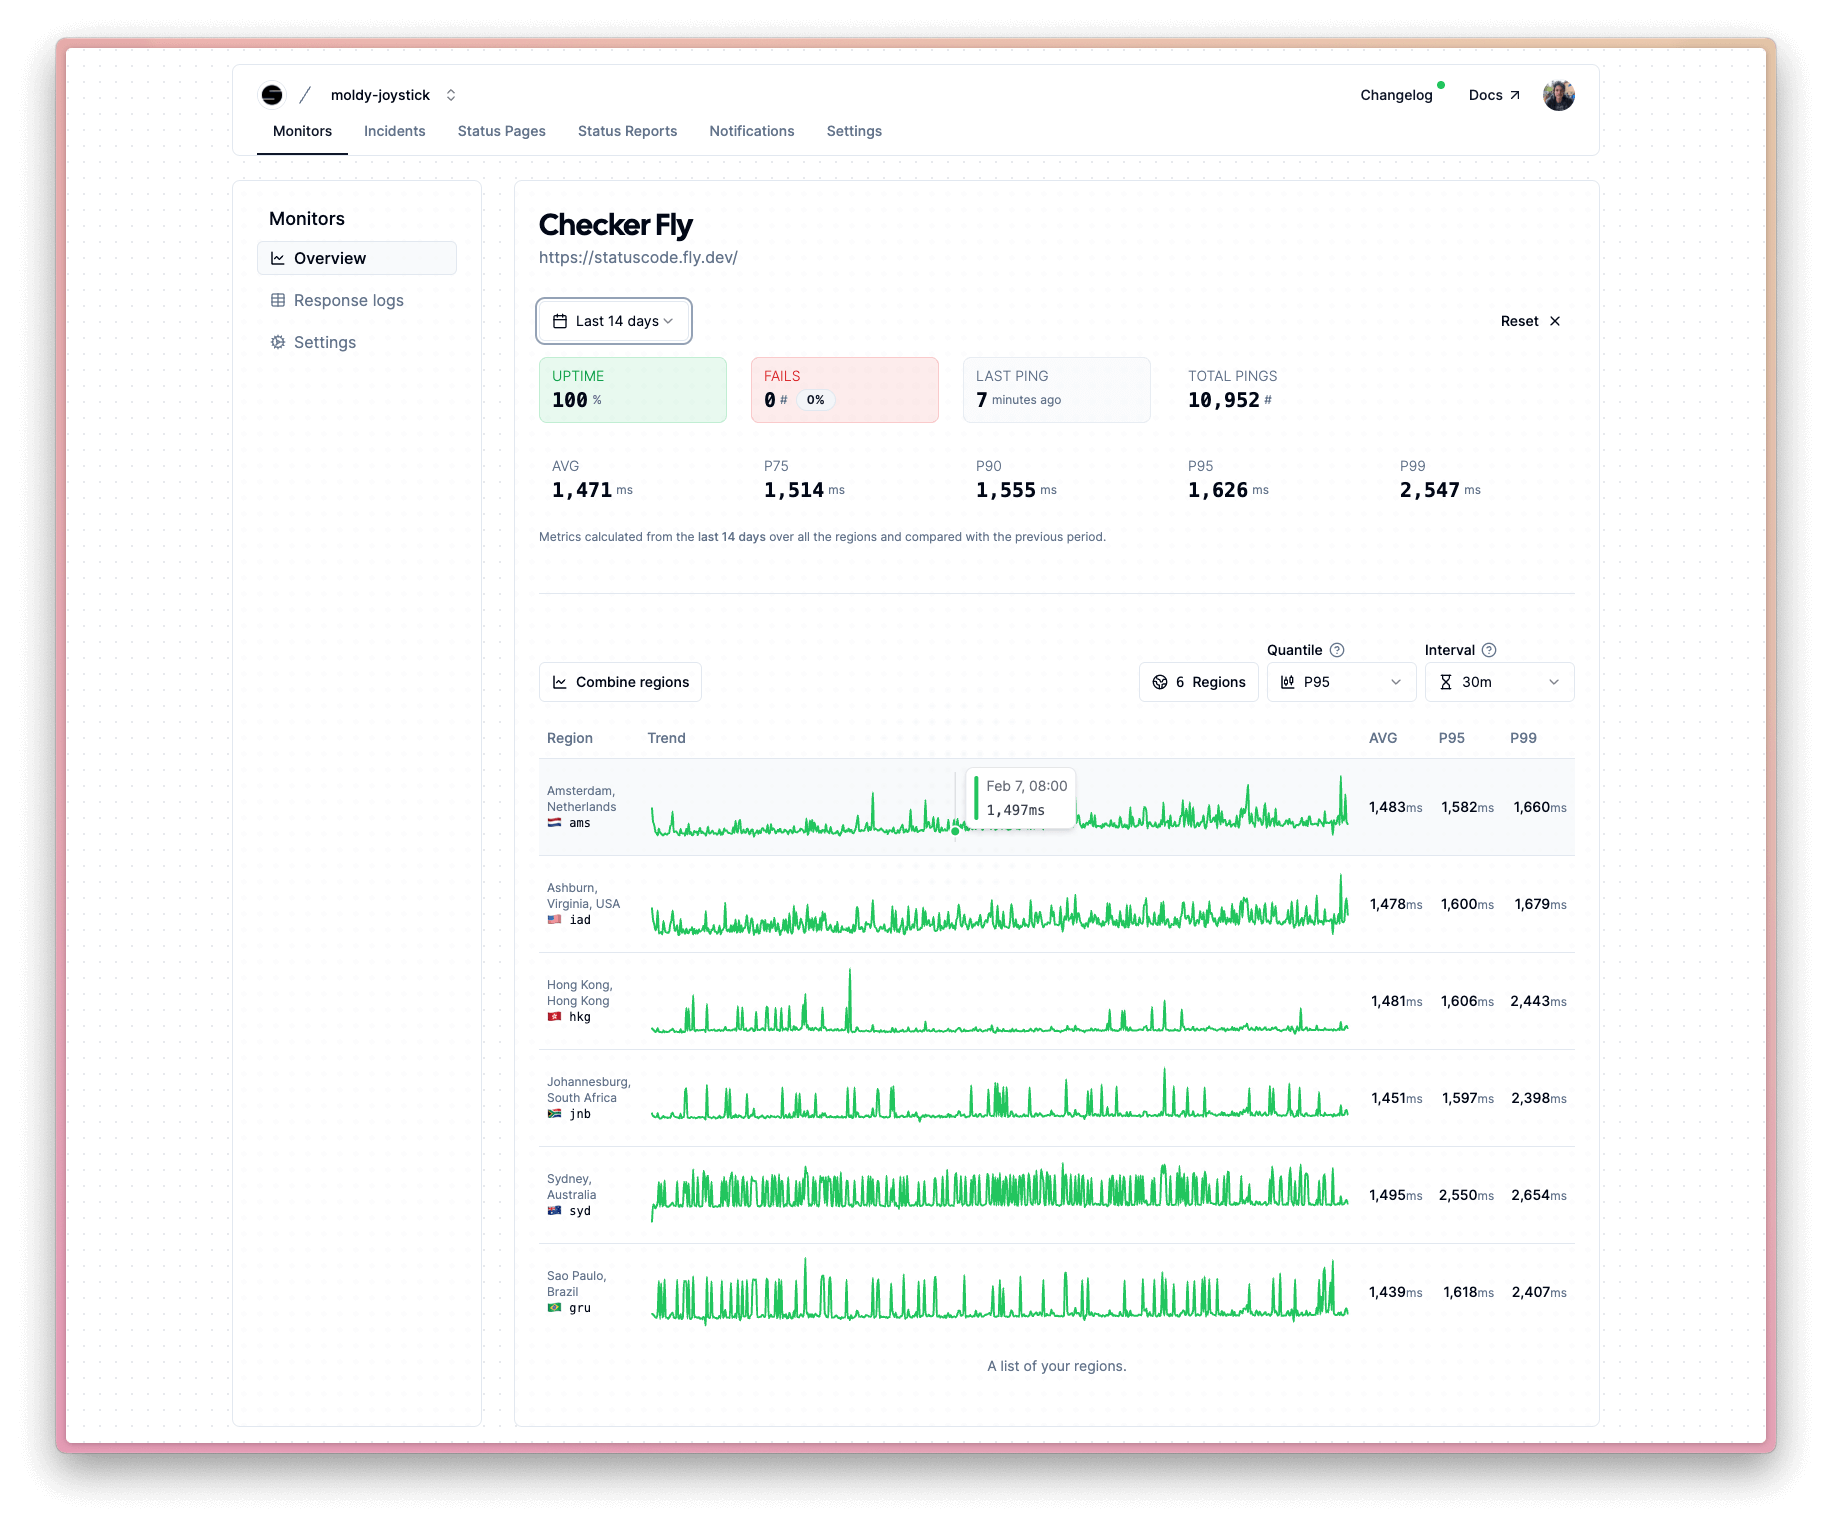 moldy-joystick
Changelog
Docs
Monitors
Incidents
Status Pages
Status Reports
Notifications
Settings
Monitors
Overview
Response logs
Settings
Checker Fly
https://statuscode.fly.dev/
Last 14 days
Reset
UPTIME
100 %
FAILS
0 # 0%
LAST PING
7 minutes ago
TOTAL PINGS
10,952 #
AVG
1,471 ms
P75
1,514 ms
P90
1,555 ms
P95
1,626 ms
P99
2,547 ms
Metrics calculated from the last 14 days over all the regions and compared with the previous period.
Quantile
Interval
Combine regions
6 Regions
P95
30m
Region Trend AVG P95 P99
Feb 7, 08:00
1,497ms
Amsterdam,
Netherlands
ams
1,483ms 1,582ms 1,660ms
Ashburn,
Virginia, USA
iad
1,478ms 1,600ms 1,679ms
Hong Kong,
Hong Kong
hkg
1,481ms 1,606ms 2,443ms
Johannesburg,
South Africa
jnb
1,451ms 1,597ms 2,398ms
Sydney,
Australia
syd
1,495ms 2,550ms 2,654ms
Sao Paulo,
Brazil
gru
1,439ms 1,618ms 2,407ms
A list of your regions.